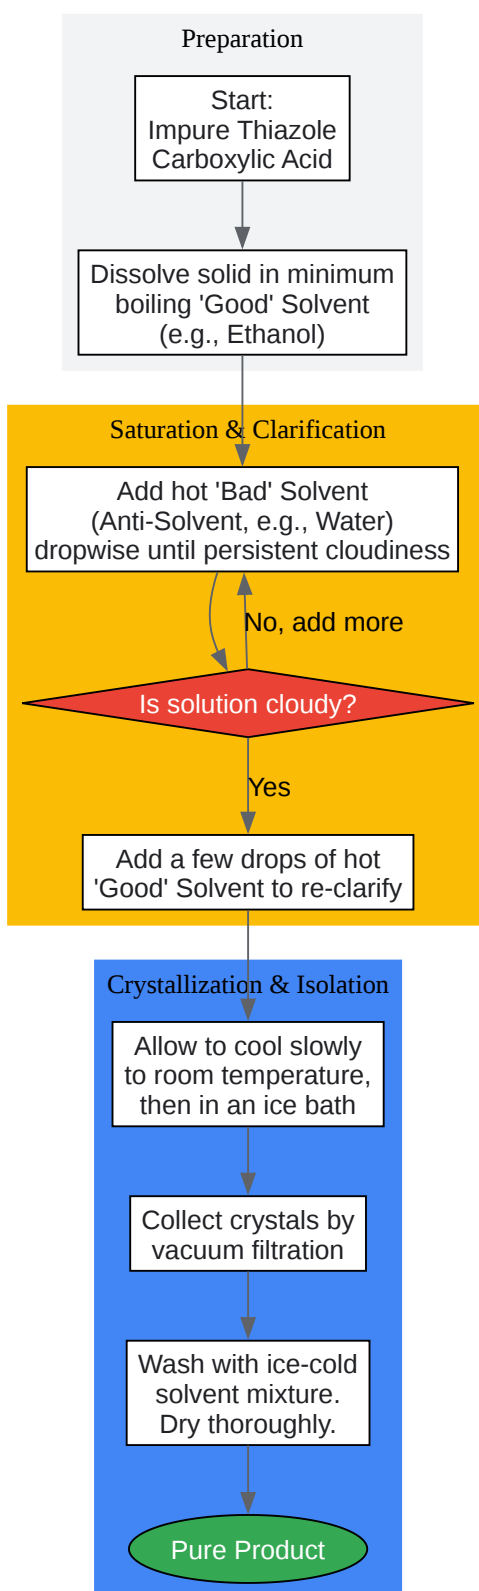 Preparation
Start:
Impure Thiazole
Carboxylic Acid
Dissolve solid in minimum
boiling 'Good' Solvent
(e.g., Ethanol)
Saturation & Clarification
Add hot 'Bad' Solvent
(Anti-Solvent, e.g., Water)
dropwise until persistent cloudiness
No, add more
Is solution cloudy?
Yes
Add a few drops of hot
'Good' Solvent to re-clarify
Crystallization & Isolation
Allow to cool slowly
to room temperature,
then in an ice bath
Collect crystals by
vacuum filtration
Wash with ice-cold
solvent mixture.
Dry thoroughly.
Pure Product